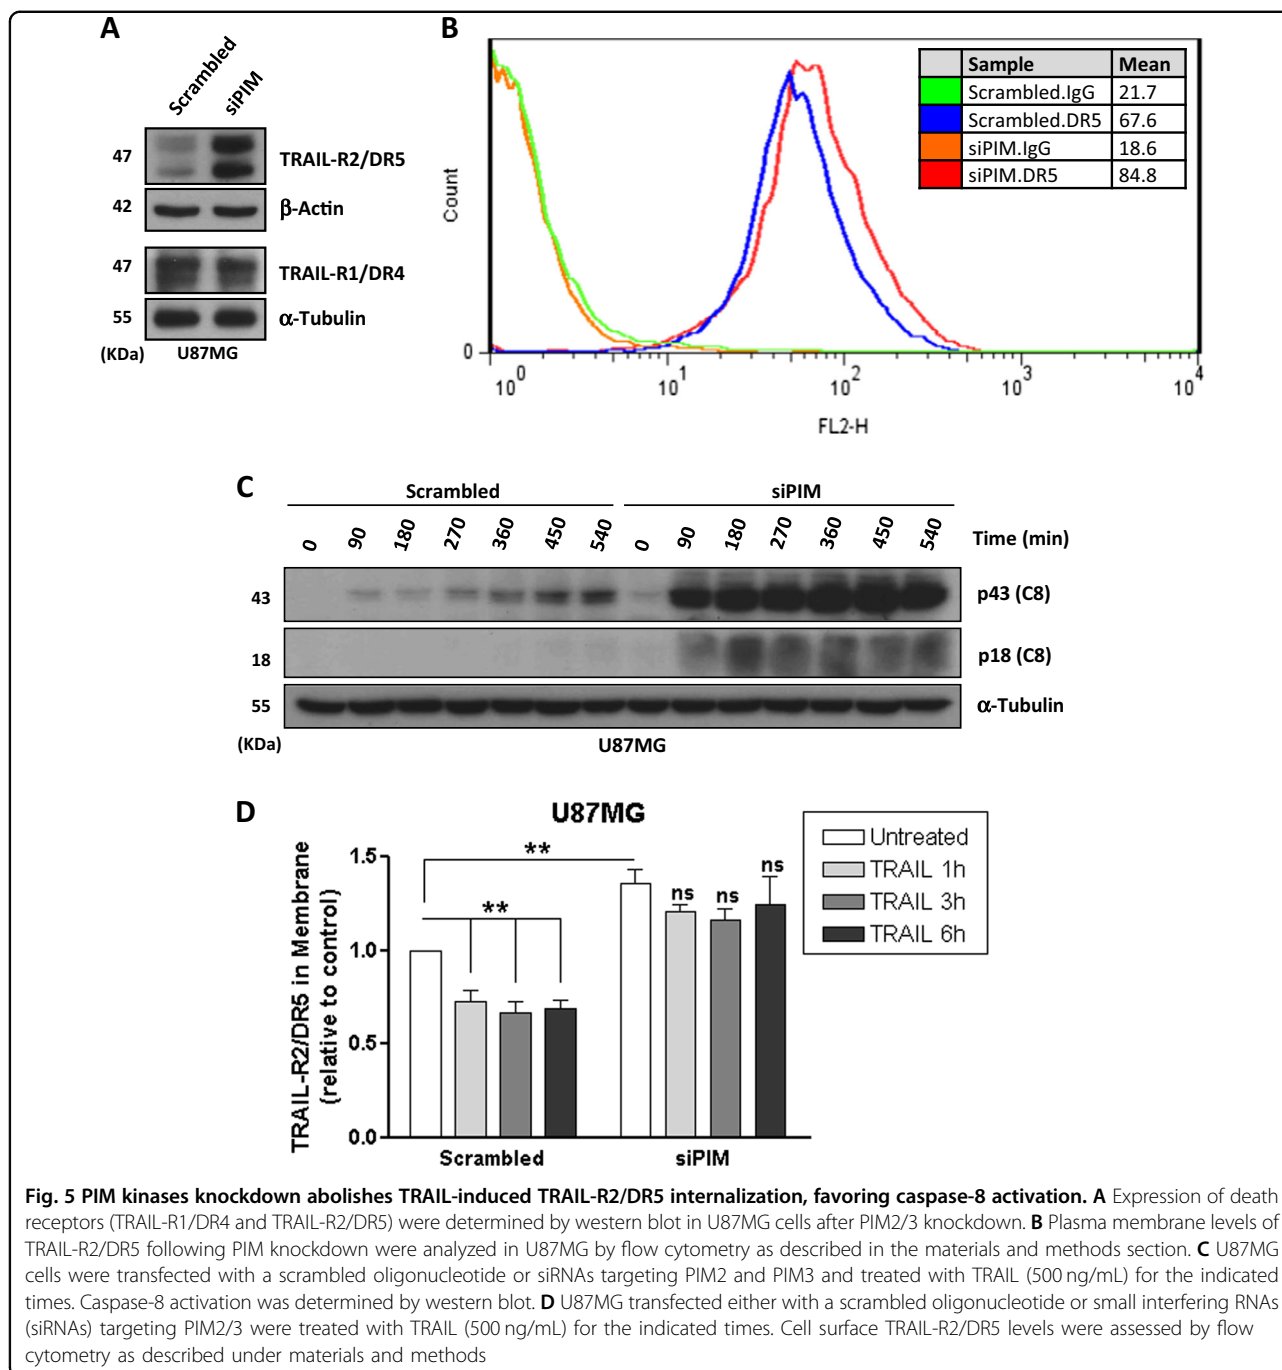 A
Scrambled
siPIM
47
TRAIL-R2/DR5
42
β-Actin
47
TRAIL-R1/DR4
55
α-Tubulin
(KDa)
U87MG
B
Count
0
10^0
10^1
10^2
10^3
10^4
FL2-H
Sample Mean
Scrambled.IgG 21.7
Scrambled.DR5 67.6
siPIM.IgG 18.6
siPIM.DR5 84.8
C
Scrambled siPIM
0 90 180 270 360 450 540 0 90 180 270 360 450 540 Time (min)
43 p43 (C8)
18 p18 (C8)
55 α-Tubulin
(KDa) U87MG
D
U87MG
TRAIL-R2/DR5 in Membrane
(relative to control)
1.5
1.0
0.5
0.0
**
**
ns ns ns
Scrambled siPIM
Untreated
TRAIL 1h
TRAIL 3h
TRAIL 6h
Fig. 5 PIM kinases knockdown abolishes TRAIL-induced TRAIL-R2/DR5 internalization, favoring caspase-8 activation. A Expression of death
receptors (TRAIL-R1/DR4 and TRAIL-R2/DR5) were determined by western blot in U87MG cells after PIM2/3 knockdown. B Plasma membrane levels of
TRAIL-R2/DR5 following PIM knockdown were analyzed in U87MG by flow cytometry as described in the materials and methods section. C U87MG
cells were transfected with a scrambled oligonucleotide or siRNAs targeting PIM2 and PIM3 and treated with TRAIL (500 ng/mL) for the indicated
times. Caspase-8 activation was determined by western blot. D U87MG transfected either with a scrambled oligonucleotide or small interfering RNAs
(siRNAs) targeting PIM2/3 were treated with TRAIL (500 ng/mL) for the indicated times. Cell surface TRAIL-R2/DR5 levels were assessed by flow
cytometry as described under materials and methods